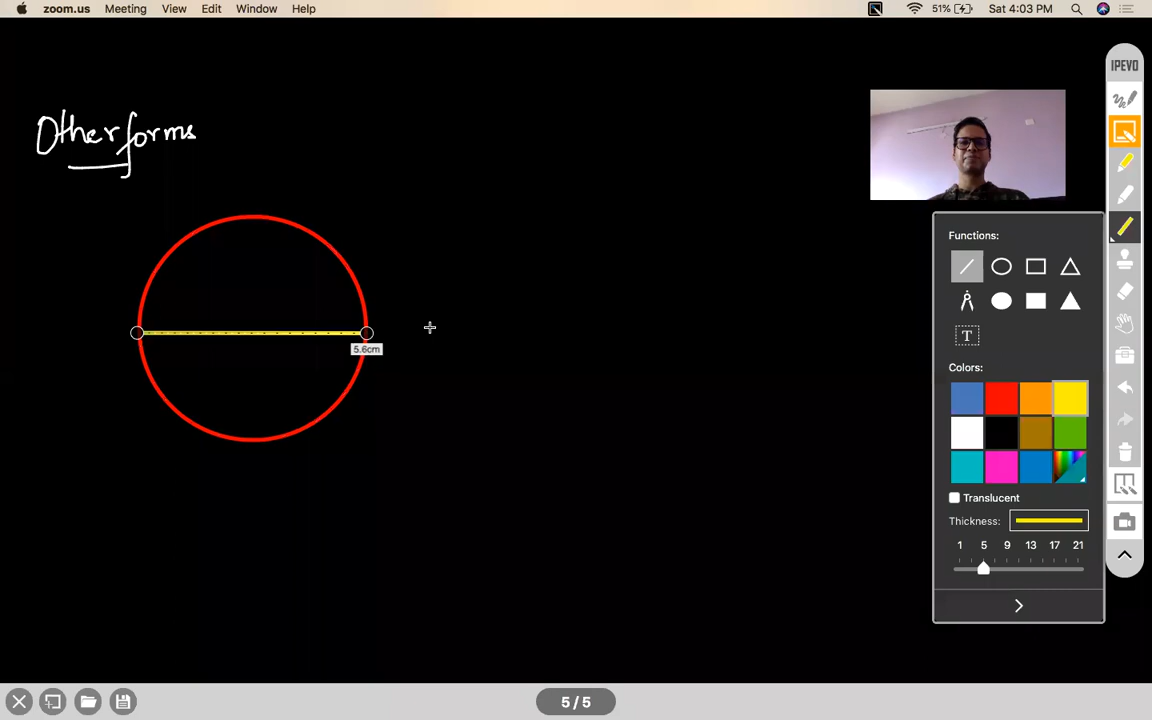 zoom.us Meeting View Edit Window Help 51% Sat 4:03 PM
IPEVO
Other forms
Functions:
T
5.6cm
Colors:
Translucent
Thickness:
1 5 9 13 17 21
5 / 5